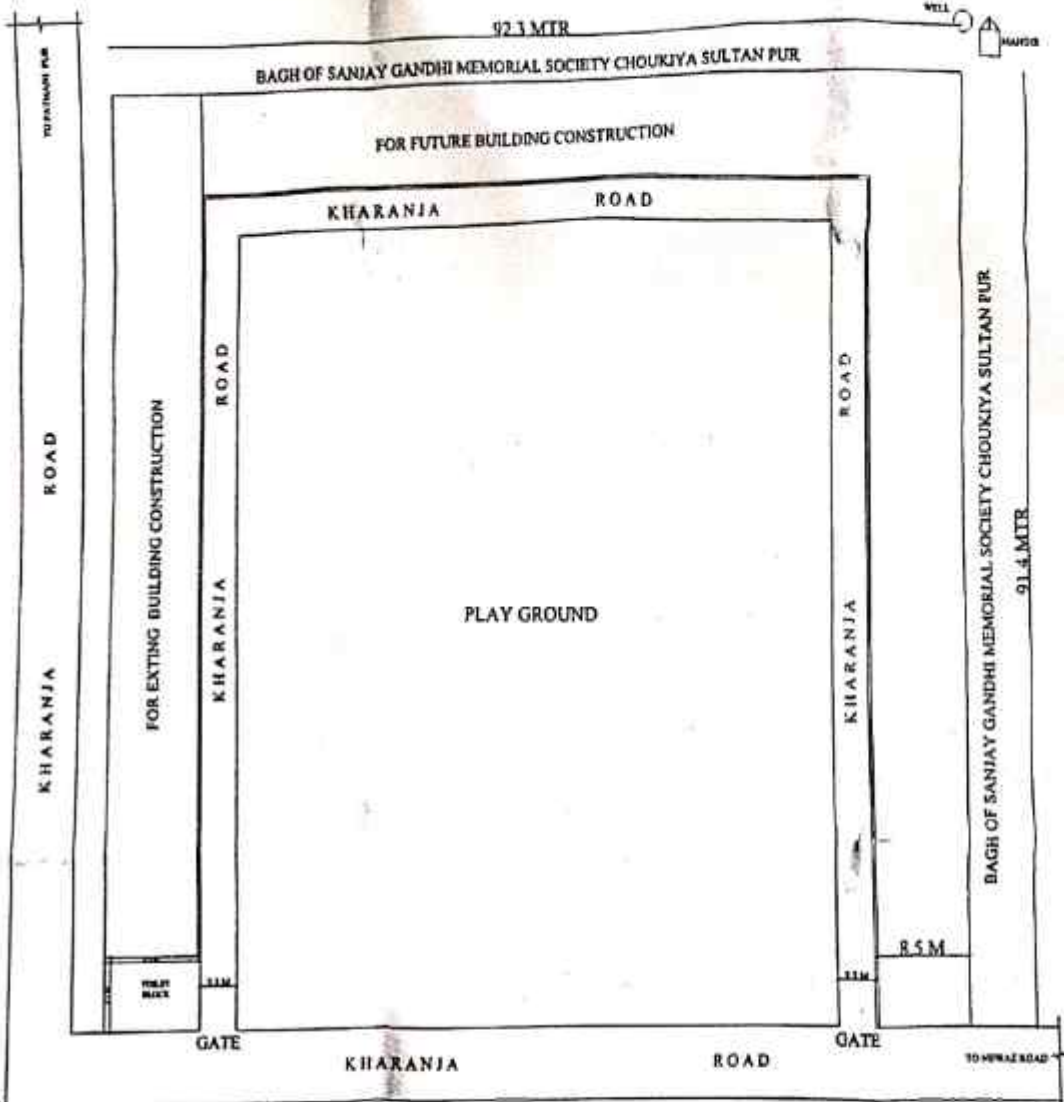 WELL
92.3 MTR
BAGH OF SANJAY GANDHI MEMORIAL SOCIETY CHOUKIYA SULTAN PUR
FOR FUTURE BUILDING CONSTRUCTION
KHARANJA ROAD
KHARANJA ROAD
FOR EXTING BUILDING CONSTRUCTION
KHARANJA ROAD
PLAY GROUND
KHARANJA ROAD
BAGH OF SANJAY GANDHI MEMORIAL SOCIETY CHOUKIYA SULTAN PUR
91.4 MTR
8.5 M
TOILET
BLOCK
GATE
GATE
KHARANJA ROAD
ROAD